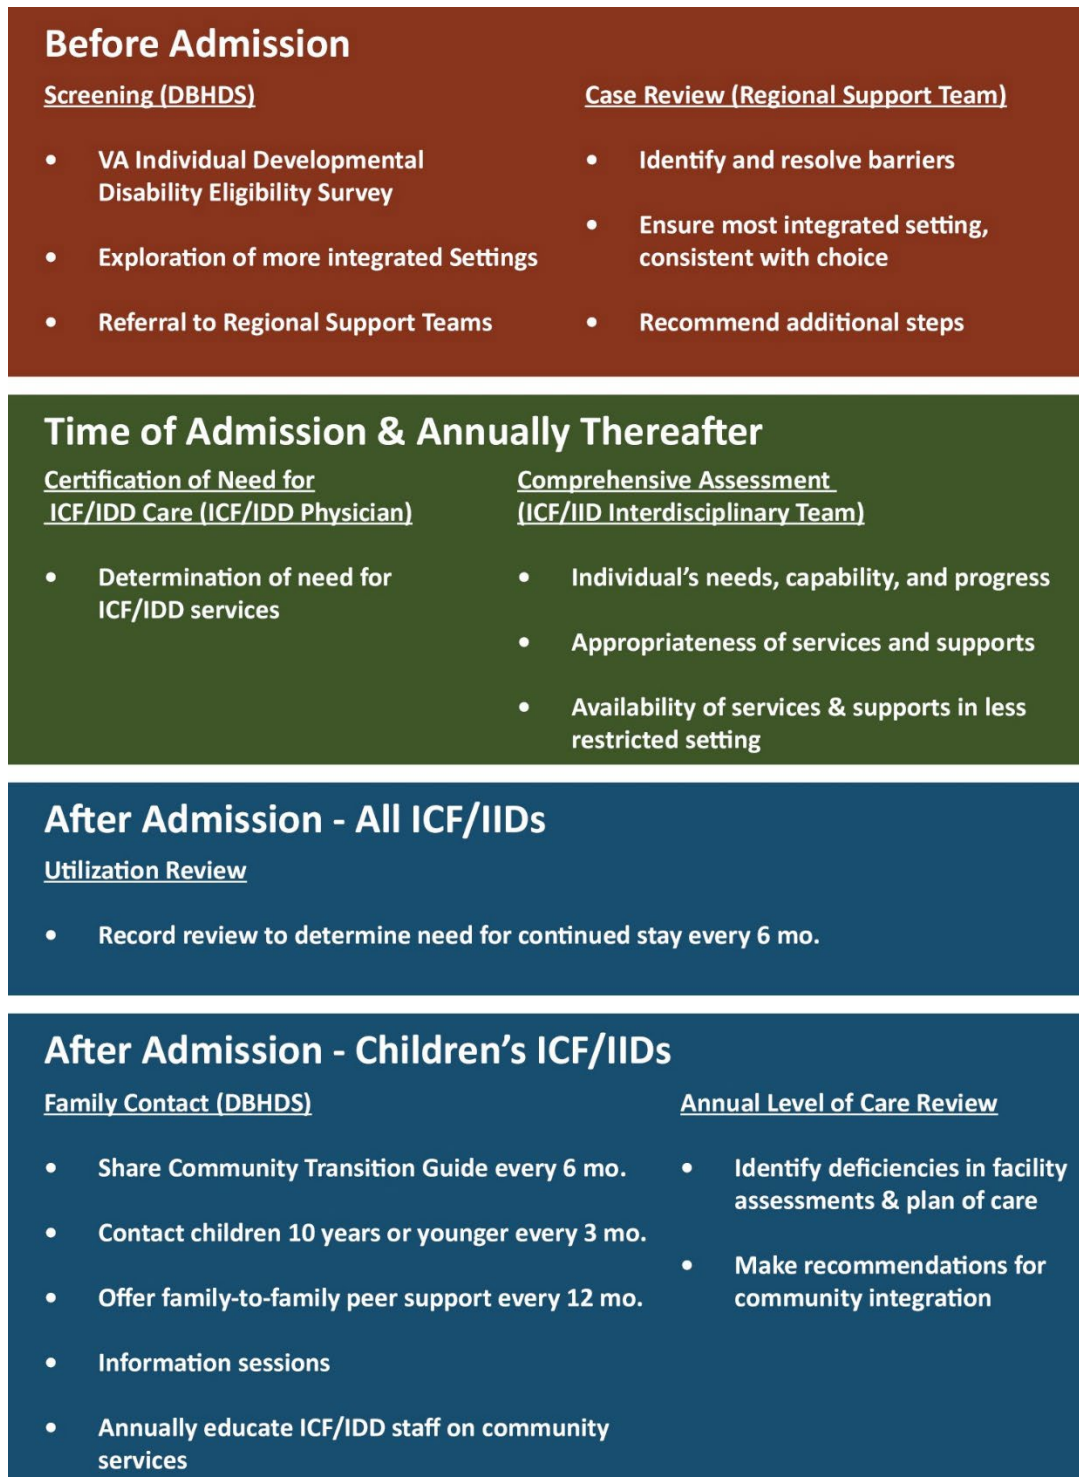 Before Admission
Screening (DBHDS)
• VA Individual Developmental
Disability Eligibility Survey
• Exploration of more integrated Settings
• Referral to Regional Support Teams
Case Review (Regional Support Team)
• Identify and resolve barriers
• Ensure most integrated setting,
consistent with choice
• Recommend additional steps
Time of Admission & Annually Thereafter
Certification of Need for
ICF/IDD Care (ICF/IDD Physician)
• Determination of need for
ICF/IDD services
Comprehensive Assessment
(ICF/IID Interdisciplinary Team)
• Individual’s needs, capability, and progress
• Appropriateness of services and supports
• Availability of services & supports in less
restricted setting
After Admission - All ICF/IIDs
Utilization Review
• Record review to determine need for continued stay every 6 mo.
After Admission - Children’s ICF/IIDs
Family Contact (DBHDS)
• Share Community Transition Guide every 6 mo.
• Contact children 10 years or younger every 3 mo.
• Offer family-to-family peer support every 12 mo.
• Information sessions
• Annually educate ICF/IDD staff on community
services
Annual Level of Care Review
• Identify deficiencies in facility
assessments & plan of care
• Make recommendations for
community integration